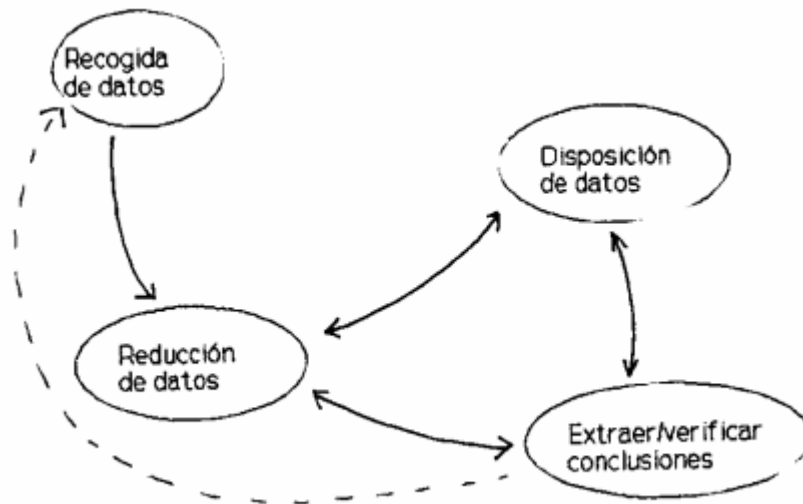 Recogida
de datos
Disposición
de datos
Reducción
de datos
Extraer/verificar
conclusiones